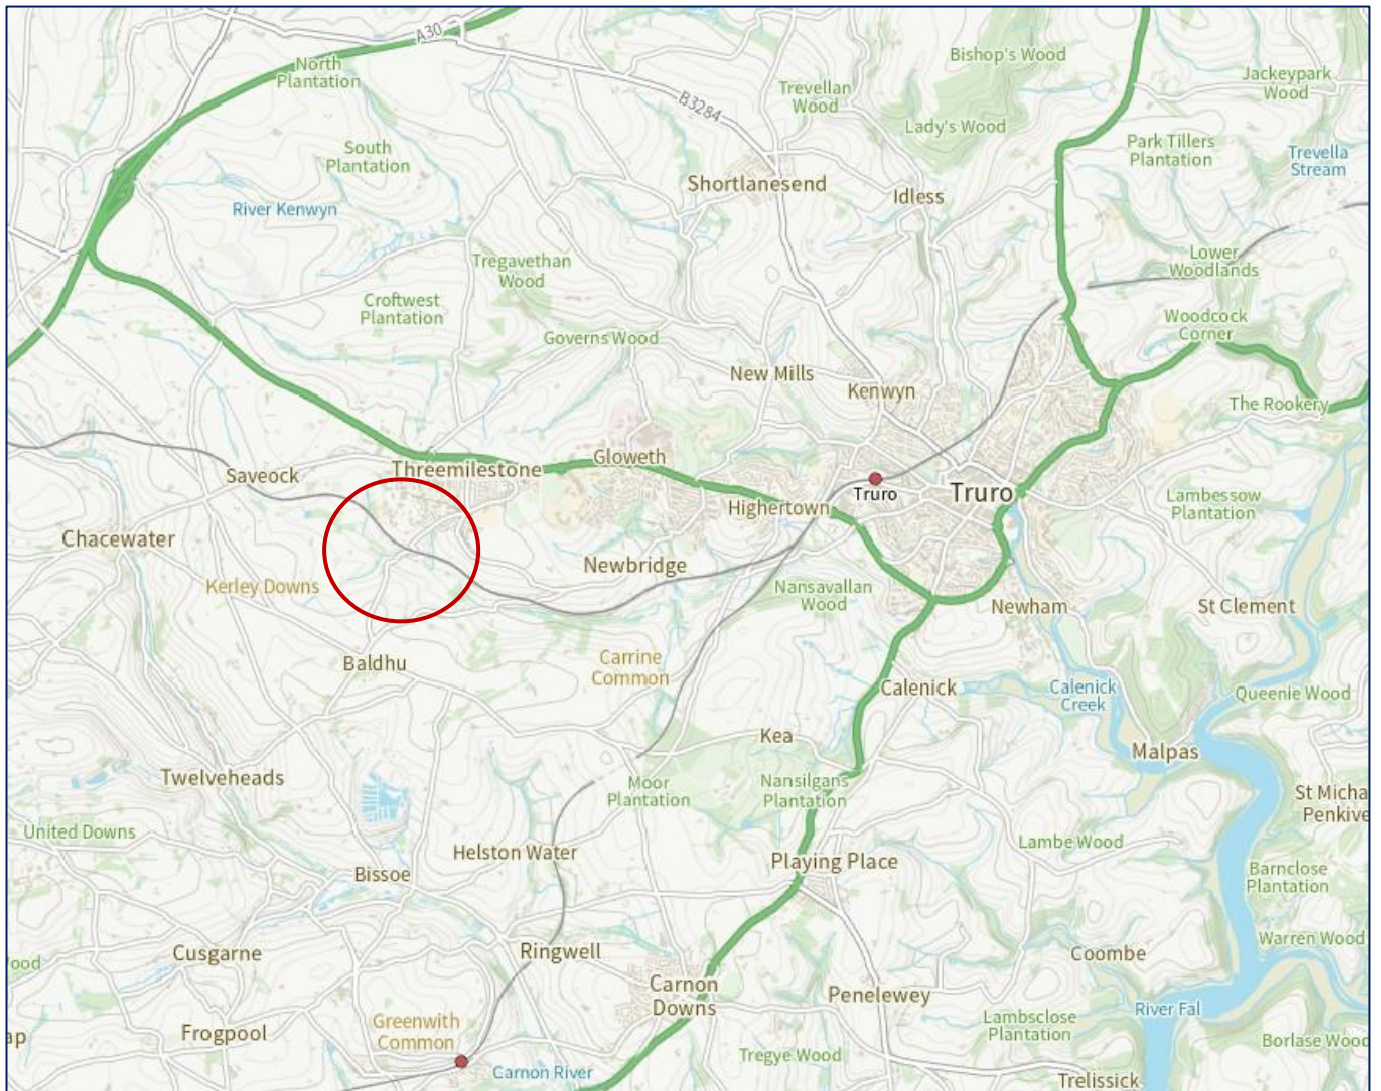 A30
North
Plantation
Bishop's Wood
Trevellan
Wood
Jackeypark
Wood
B3284
Lady's Wood
South
Plantation
Park Tillers
Plantation
Trevella
Stream
Shortlanesend
Idless
River Kenwyn
Tregavethan
Wood
Lower
Woodlands
Croftwest
Plantation
Woodcock
Corner
Governs Wood
New Mills
Kenwyn
The Rookery
Saveock
Threemilestone
Gloweth
Truro
Truro
Highertown
Lambessow
Plantation
Chacewater
Kerley Downs
Newbridge
Nansavallan
Wood
Newham
St Clement
Baldhu
Carrine
Common
Calenick
Calenick
Creek
Queenie Wood
Kea
Malpas
Twelveheads
Moor
Plantation
Nansilgans
Plantation
St Micha
Penkive
United Downs
Helston Water
Lambe Wood
Bissoe
Playing Place
Barnclose
Plantation
Cusgarne
Ringwell
Coombe
Warren Wood
ood
Carnon
Downs
Penelewey
River Fal
Frogpool
Greenwith
Common
Lambsclose
Plantation
Borlase Wood
ap
Tregye Wood
Carnon River
Trelissick